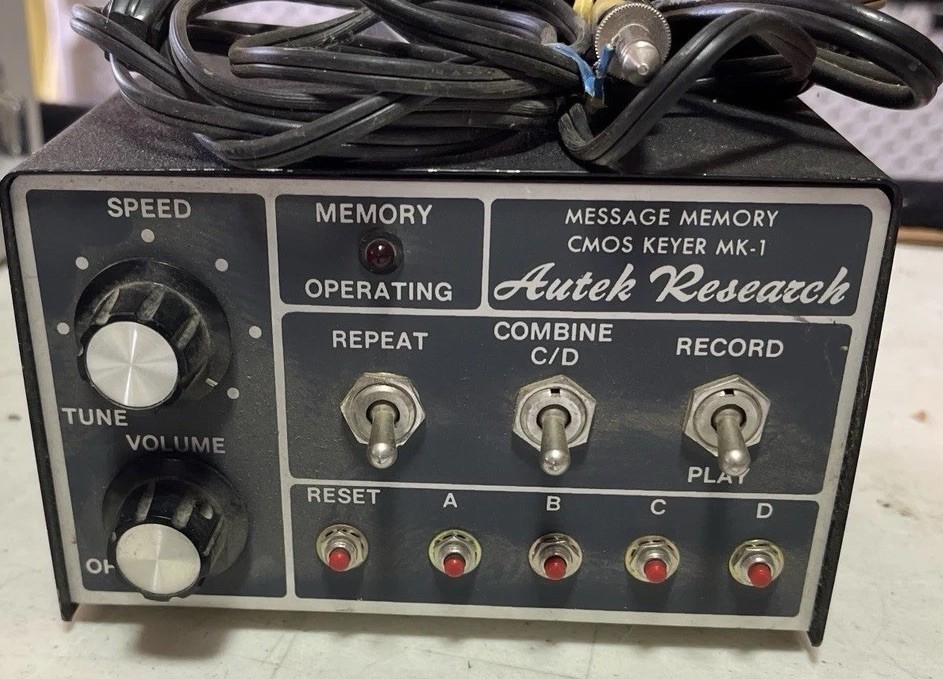 SPEED
TUNE
VOLUME
MEMORY
OPERATING
MESSAGE MEMORY
CMOS KEYER MK-1
Autek Research
REPEAT
COMBINE
C/D
RECORD
PLAY
RESET
A
B
C
D